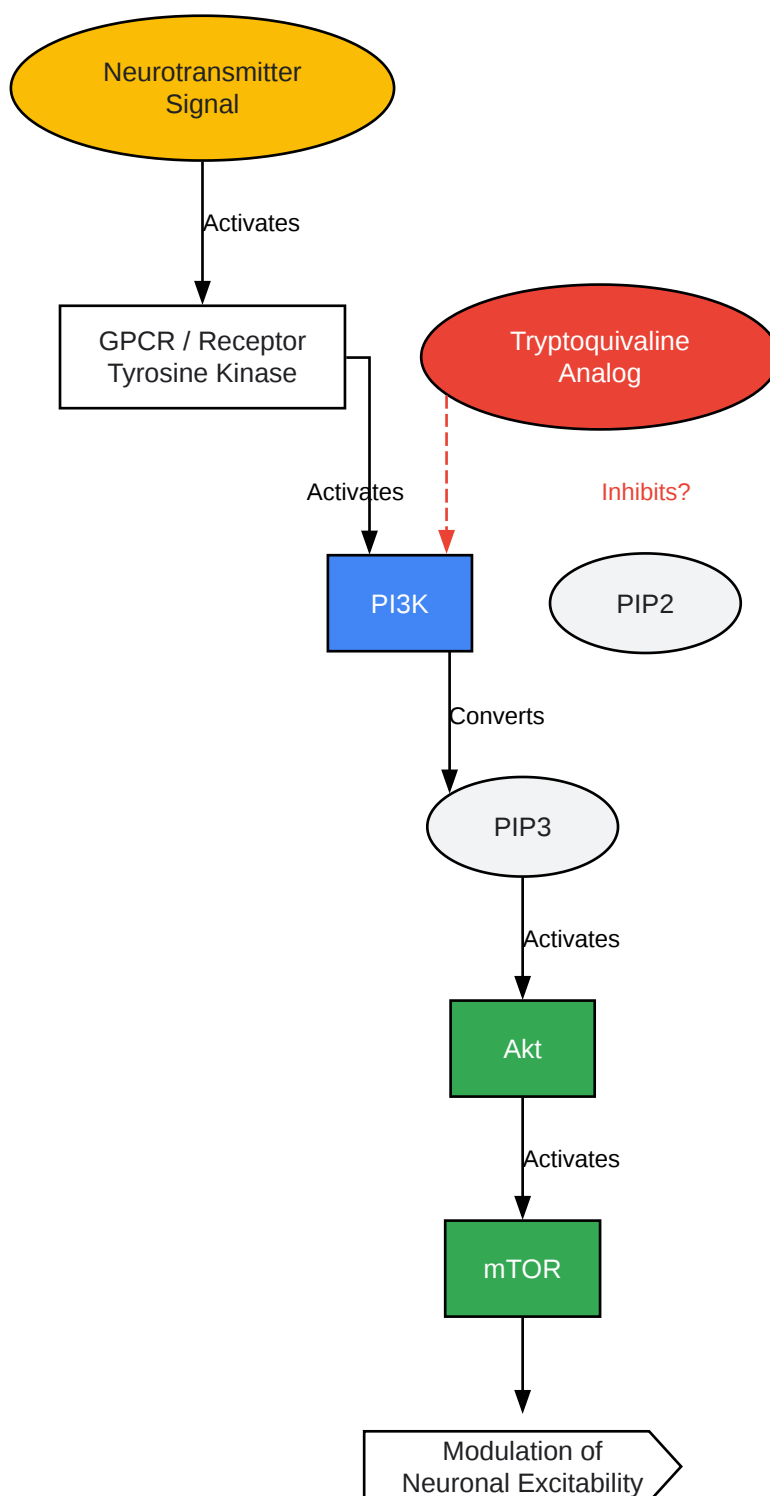 Neurotransmitter
Signal
Activates
GPCR / Receptor
Tyrosine Kinase
Tryptoquivaline
Analog
Activates
Inhibits?
PI3K
PIP2
Converts
PIP3
Activates
Akt
Activates
mTOR
Modulation of
Neuronal Excitability